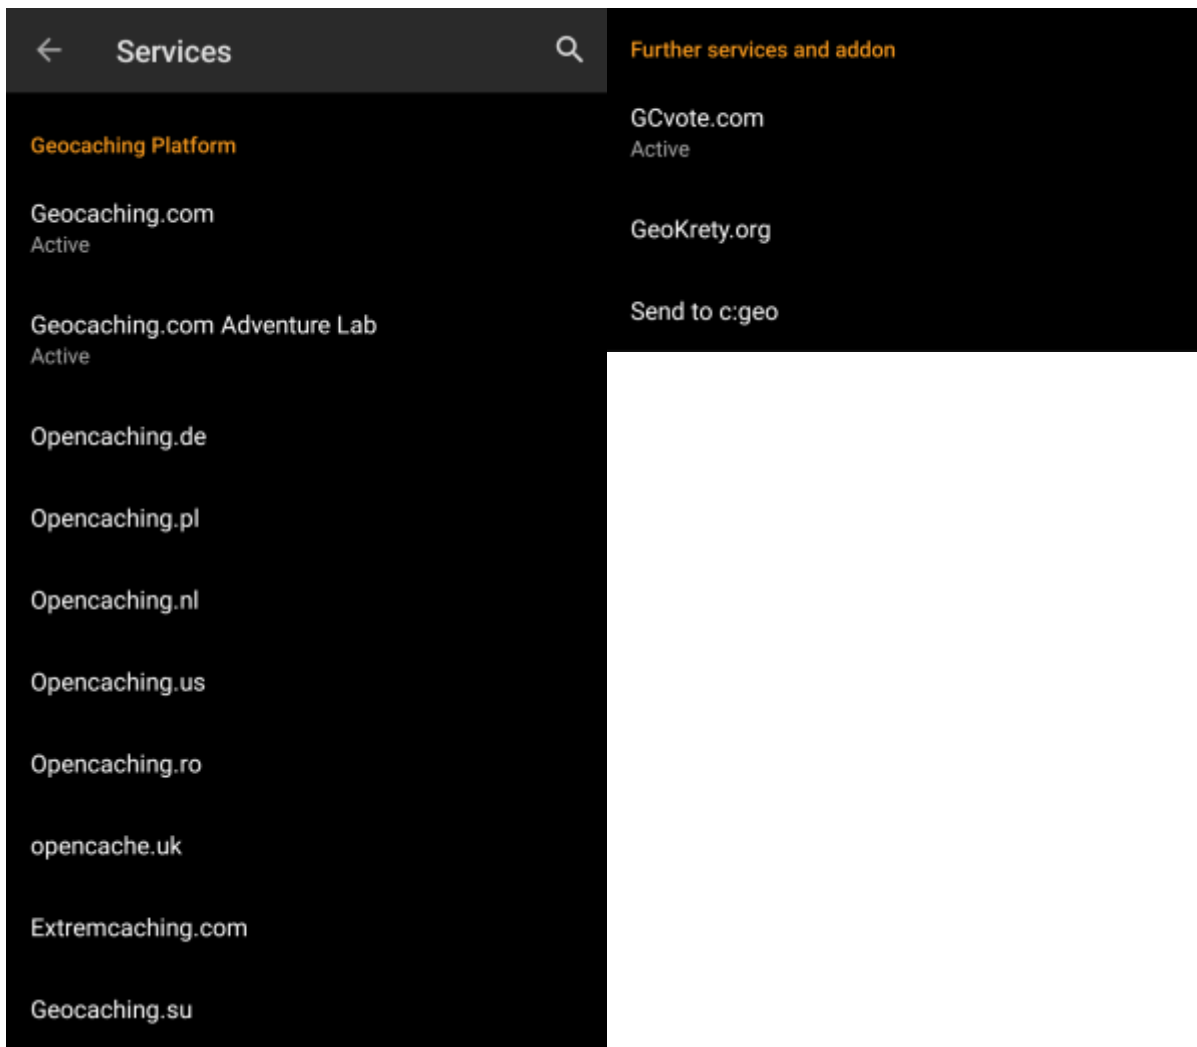 Services
Geocaching Platform
Geocaching.com
Active
Geocaching.com Adventure Lab
Active
Opencaching.de
Opencaching.pl
Opencaching.nl
Opencaching.us
Opencaching.ro
opencache.uk
Extremcaching.com
Geocaching.su
Further services and addon
GCvote.com
Active
GeoKrety.org
Send to c:geo